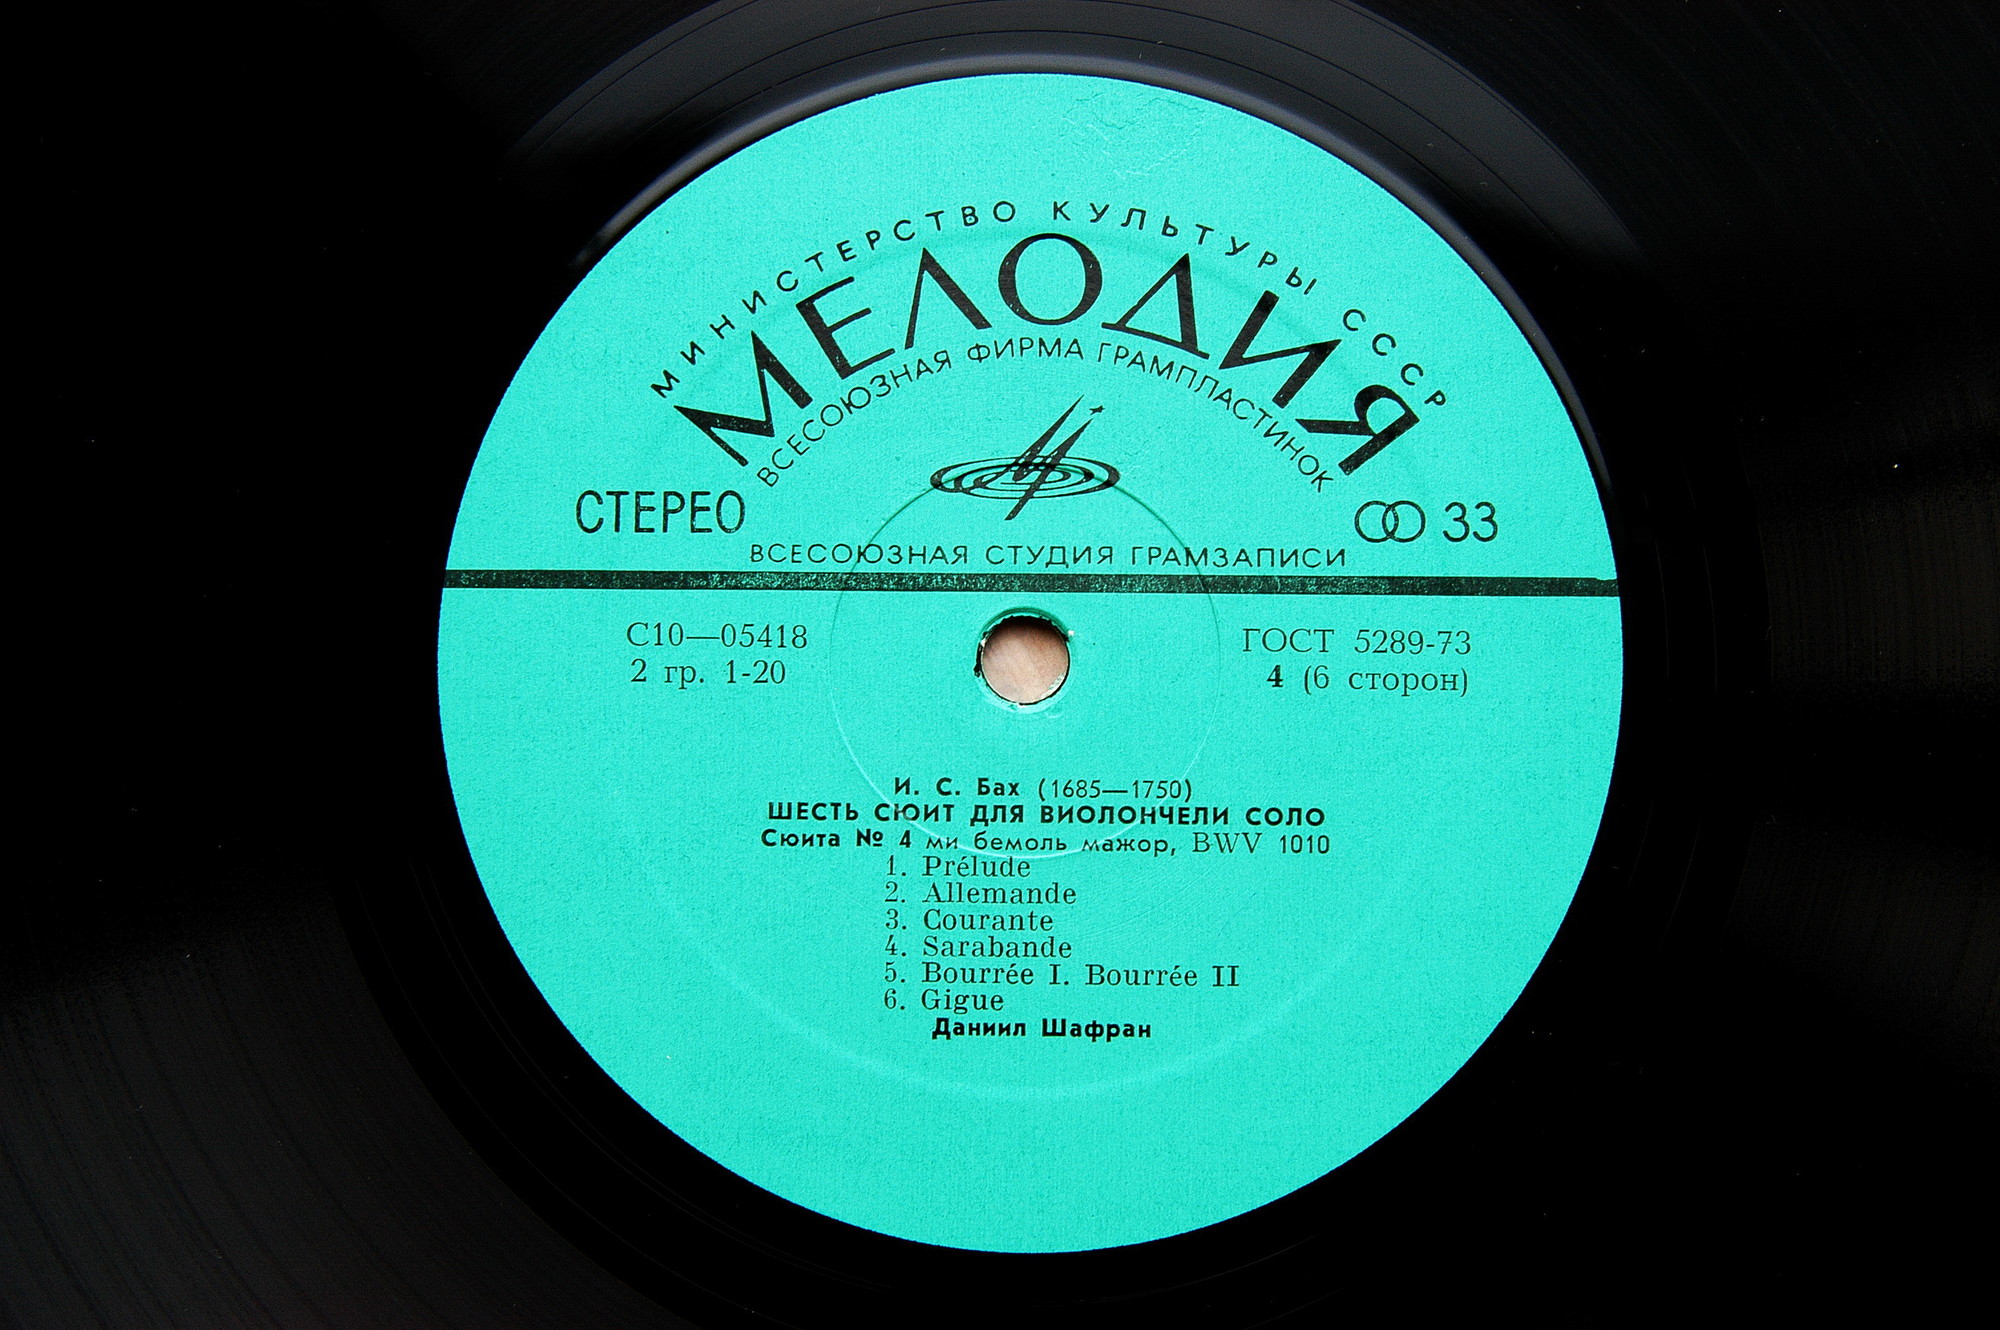 МИНИСТЕРСТВО КУЛЬТУРЫ СССР
МЕЛОДИЯ
ВСЕСОЮЗНАЯ ФИРМА ГРАМПЛАСТИНОК
СТЕРЕО
33
ВСЕСОЮЗНАЯ СТУДИЯ ГРАМЗАПИСИ
С10—05418
2 гр. 1-20
ГОСТ 5289-73
4 (6 сторон)
И. С. Бах (1685—1750)
ШЕСТЬ СЮИТ ДЛЯ ВИОЛОНЧЕЛИ СОЛО
Сюита № 4 ми бемоль мажор, BWV 1010
1. Prélude
2. Allemande
3. Courante
4. Sarabande
5. Bourrée I. Bourrée II
6. Gigue
Даниил Шафран